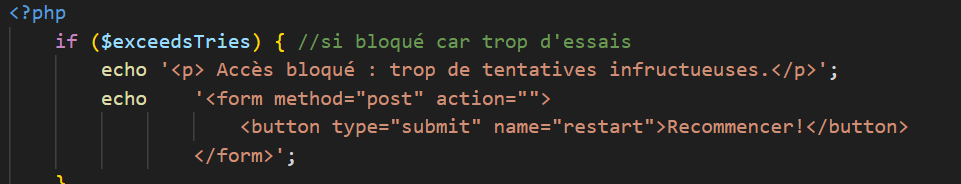 <?php
if ($exceedsTries) { //si bloqué car trop d'essais
echo '<p> Accès bloqué : trop de tentatives infructueuses.</p>';
echo '<form method="post" action="">
<button type="submit" name="restart">Recommencer!</button>
</form>';
}